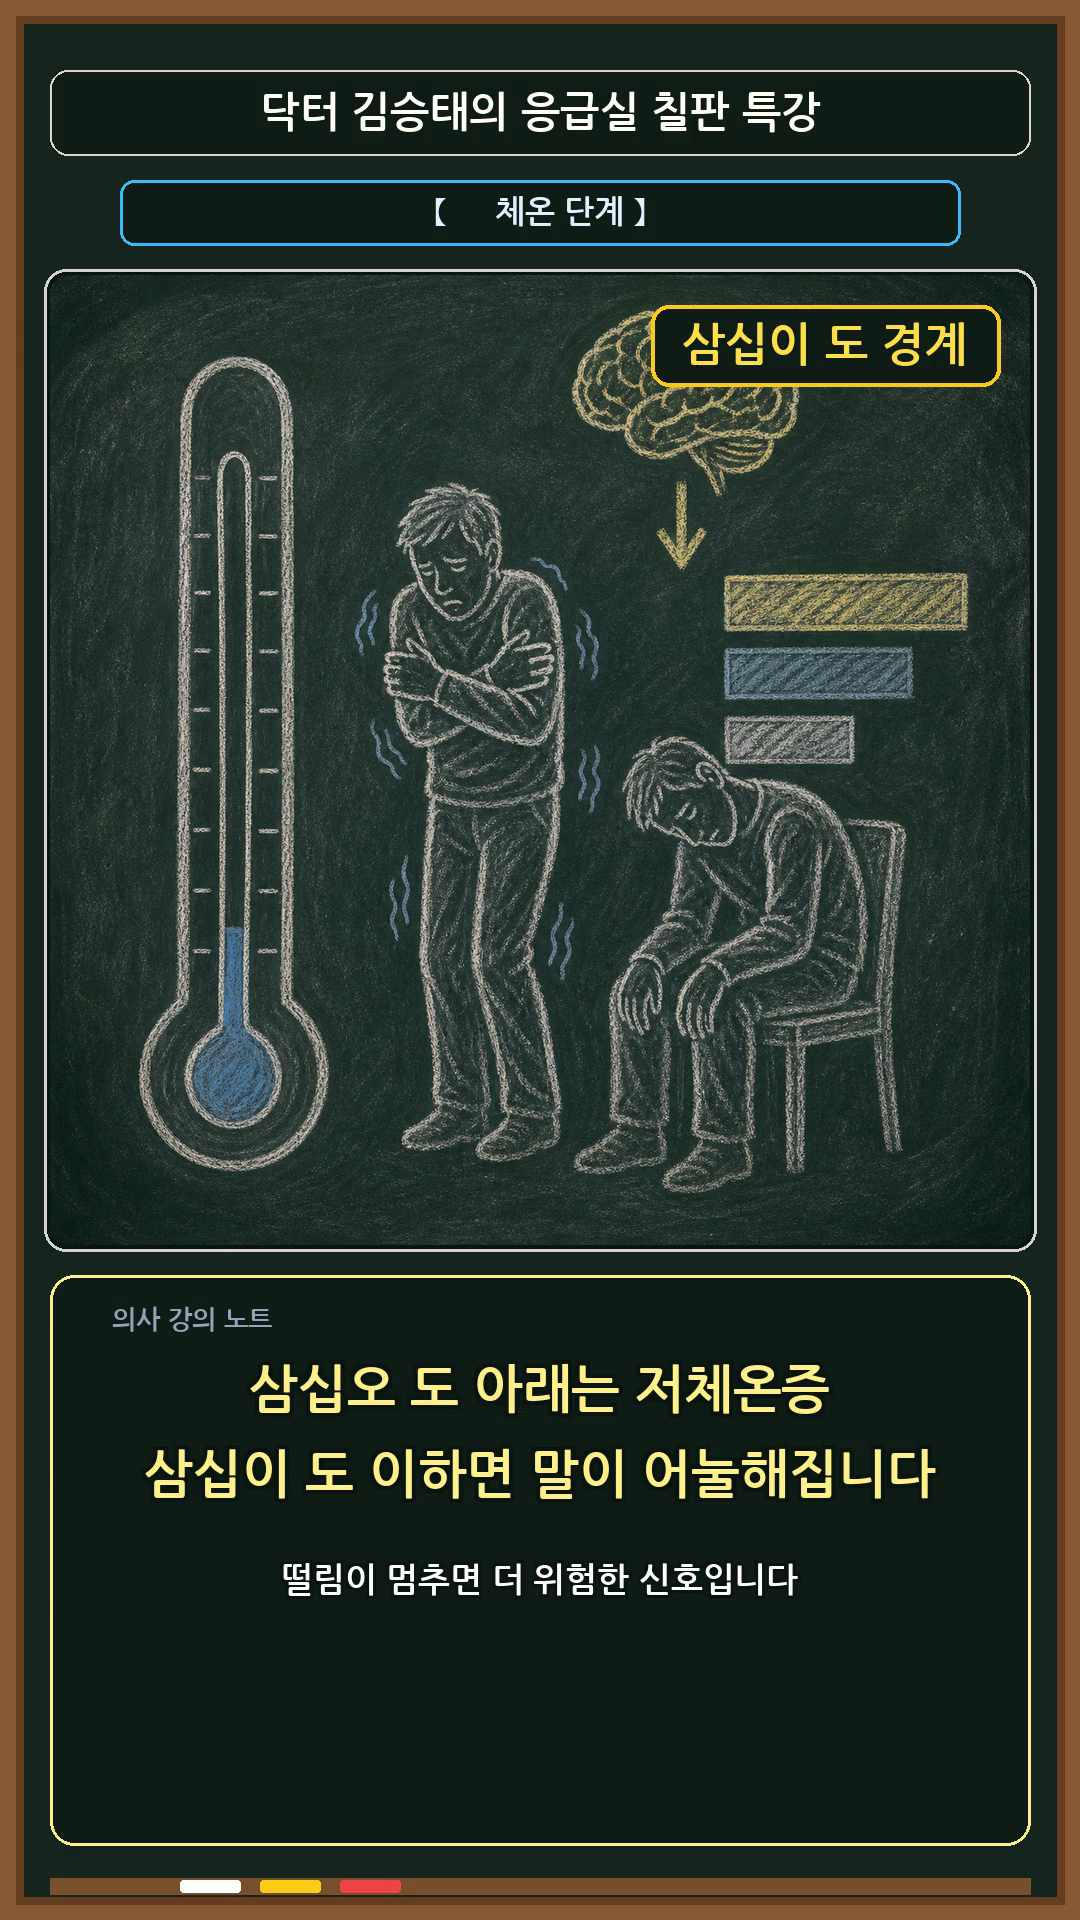 닥터 김승태의 응급실 칠판 특강
【 체온 단계 】
삼십이 도 경계
의사 강의 노트
삼십오 도 아래는 저체온증
삼십이 도 이하면 말이 어눌해집니다
떨림이 멈추면 더 위험한 신호입니다